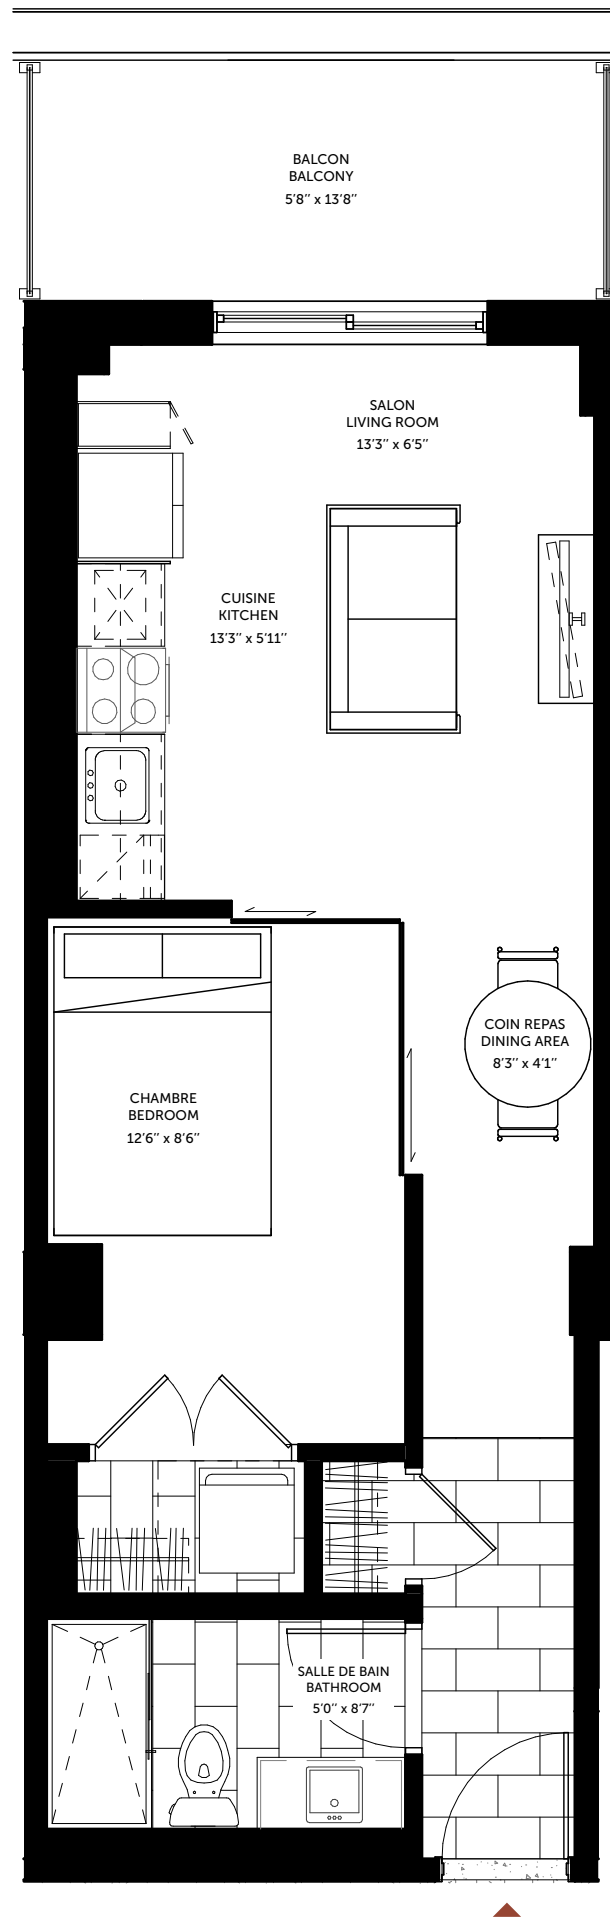 BALCON
BALCONY
5'8'' x 13'8''
SALON
LIVING ROOM
13'3'' x 6'5''
CUISINE
KITCHEN
13'3'' x 5'11''
COIN REPAS
DINING AREA
8'3'' x 4'1''
CHAMBRE
BEDROOM
12'6'' x 8'6''
SALLE DE BAIN
BATHROOM
5'0'' x 8'7''